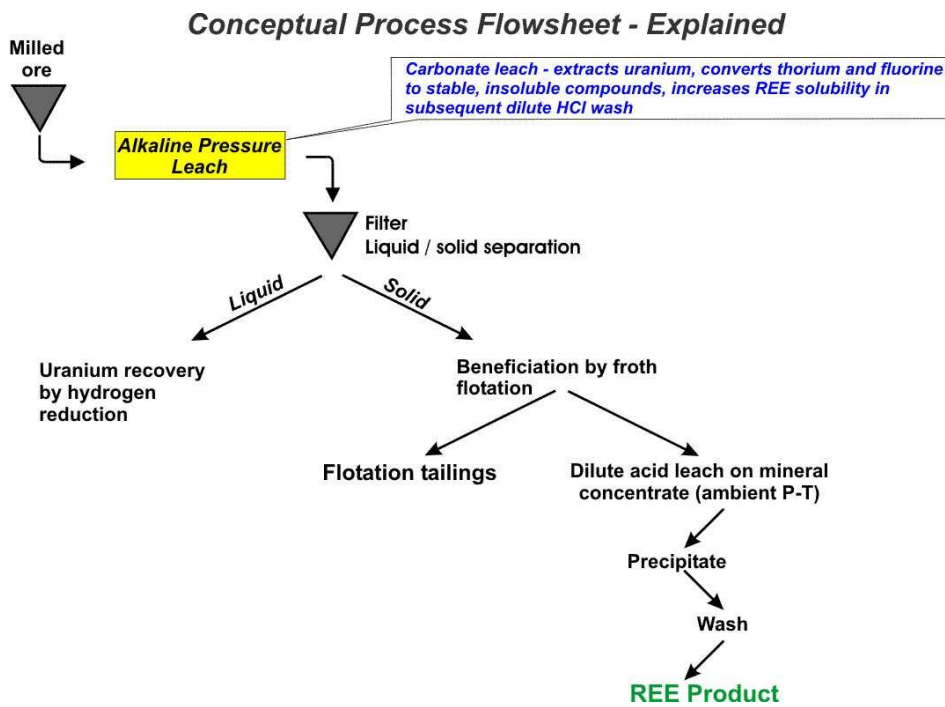 Conceptual Process Flowsheet - Explained
Milled
ore
Carbonate leach - extracts uranium, converts thorium and fluorine
to stable, insoluble compounds, increases REE solubility in
subsequent dilute HCl wash
Alkaline Pressure
Leach
Filter
Liquid / solid separation
Liquid
Solid
Uranium recovery
by hydrogen
reduction
Beneficiation by froth
flotation
Flotation tailings
Dilute acid leach on mineral
concentrate (ambient P-T)
Precipitate
Wash
REE Product